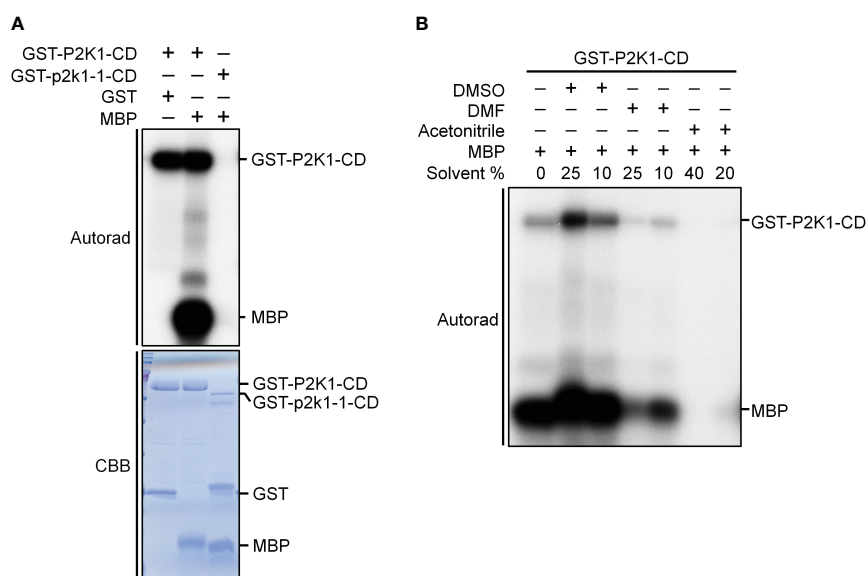 A
GST-P2K1-CD + + –
GST-p2k1-1-CD – – +
GST + – –
MBP – + +
GST-P2K1-CD
Autorad
MBP
GST-P2K1-CD
GST-p2k1-1-CD
CBB
GST
MBP
B
GST-P2K1-CD
DMSO – + + – – – –
DMF – – – + + – –
Acetonitrile – – – – – + +
MBP + + + + + + +
Solvent % 0 25 10 25 10 40 20
GST-P2K1-CD
Autorad
MBP